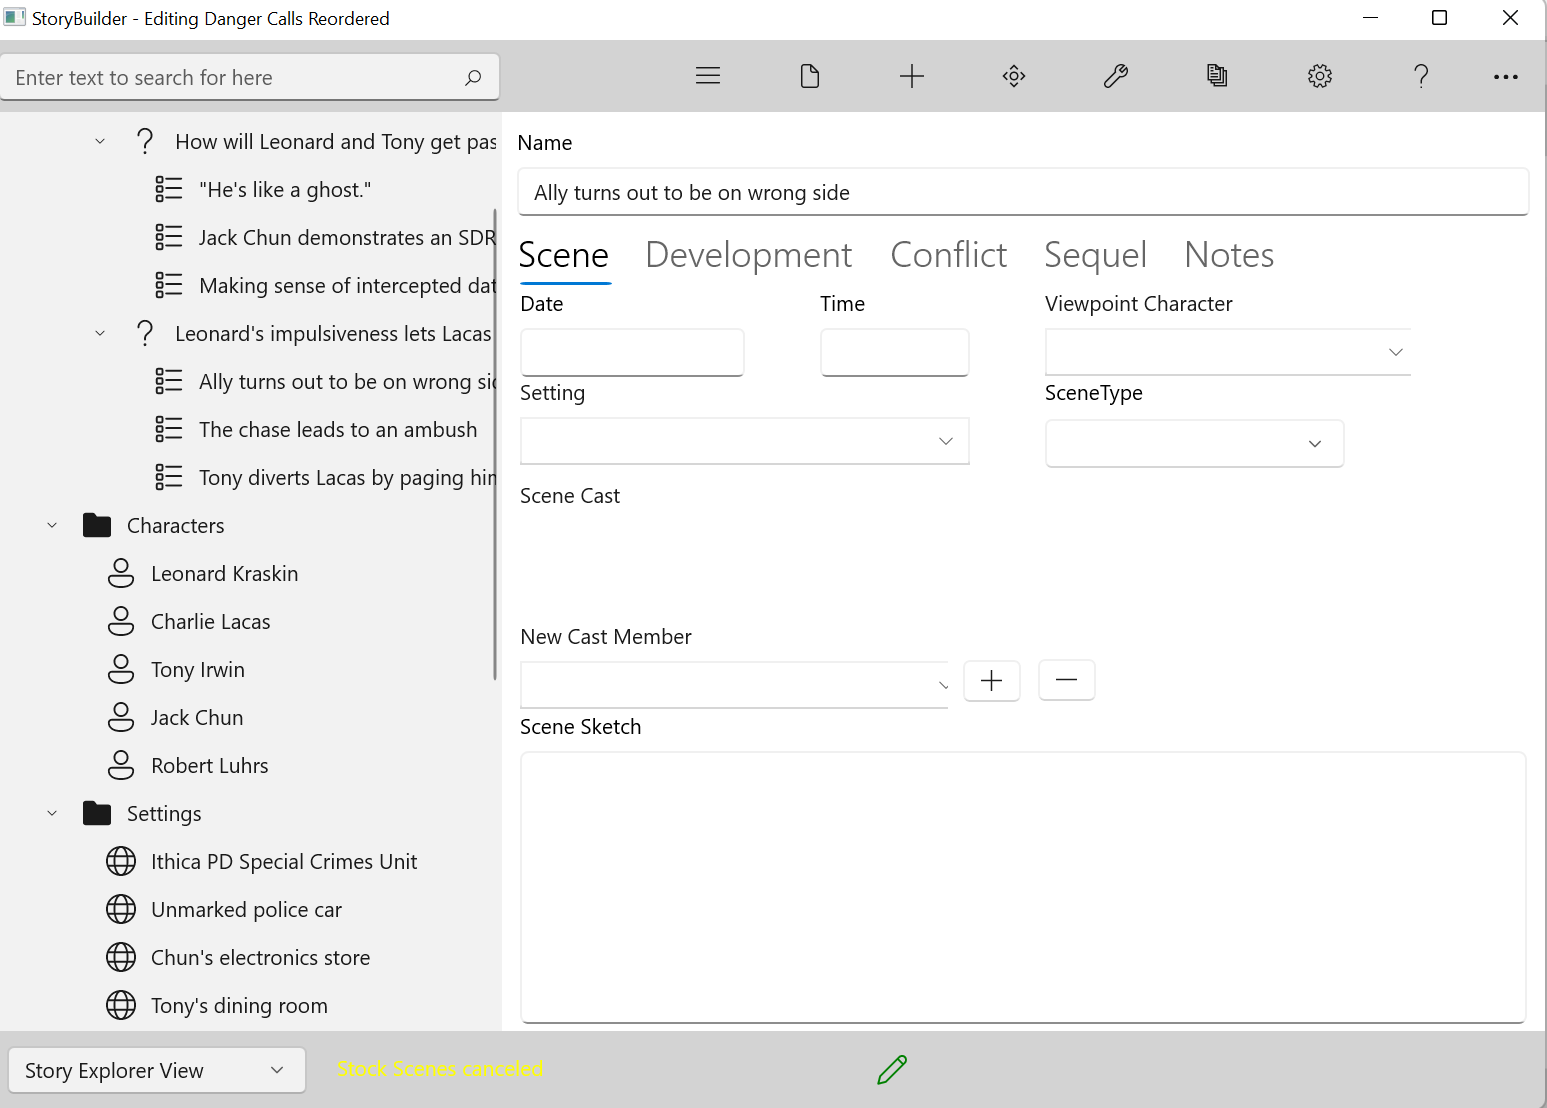 StoryBuilder - Editing Danger Calls Reordered
Enter text to search for here
How will Leonard and Tony get pas
"He's like a ghost."
Jack Chun demonstrates an SDR
Making sense of intercepted dat
Leonard's impulsiveness lets Lacas
Ally turns out to be on wrong sid
The chase leads to an ambush
Tony diverts Lacas by paging him
Characters
Leonard Kraskin
Charlie Lacas
Tony Irwin
Jack Chun
Robert Luhrs
Settings
Ithica PD Special Crimes Unit
Unmarked police car
Chun's electronics store
Tony's dining room
Name
Ally turns out to be on wrong side
Scene Development Conflict Sequel Notes
Date Time Viewpoint Character
Setting SceneType
Scene Cast
New Cast Member
Scene Sketch
Story Explorer View
Stock Scenes canceled